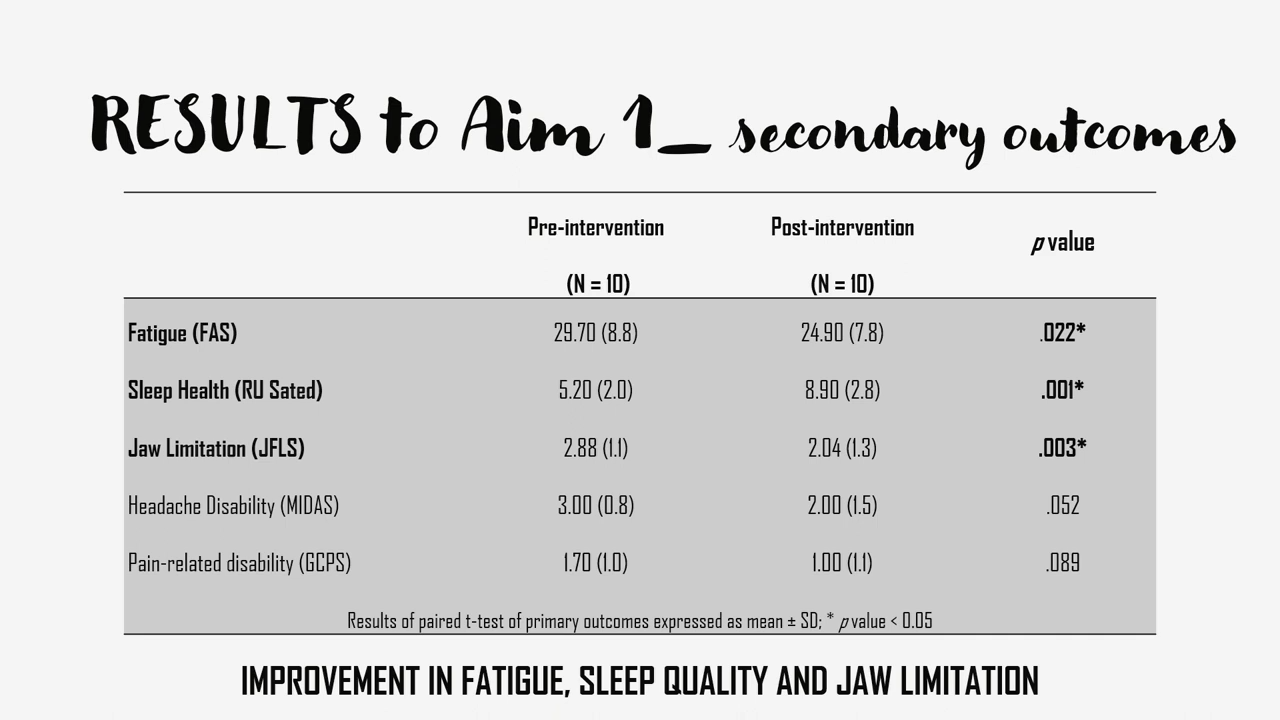 RESULTS to Aim 1_ secondary outcomes
Pre-intervention (N = 10) Post-intervention (N = 10) p value
Fatigue (FAS) 29.70 (8.8) 24.90 (7.8) .022*
Sleep Health (RU Sated) 5.20 (2.0) 8.90 (2.8) .001*
Jaw Limitation (JFLS) 2.88 (1.1) 2.04 (1.3) .003*
Headache Disability (MIDAS) 3.00 (0.8) 2.00 (1.5) .052
Pain-related disability (GCPS) 1.70 (1.0) 1.00 (1.1) .089
Results of paired t-test of primary outcomes expressed as mean ± SD; * p value < 0.05
IMPROVEMENT IN FATIGUE, SLEEP QUALITY AND JAW LIMITATION